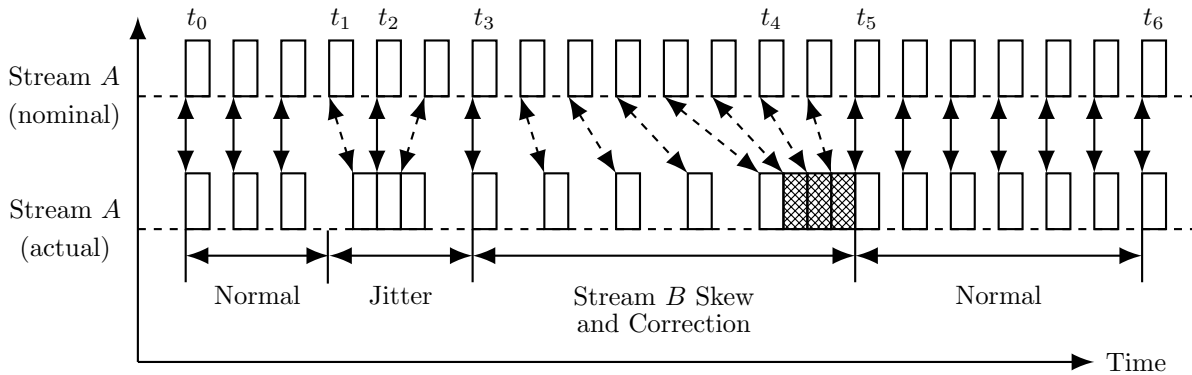 t0 t1 t2 t3 t4 t5 t6
Stream A
(nominal)
Stream A
(actual)
Normal Jitter Stream B Skew Normal
and Correction
Time